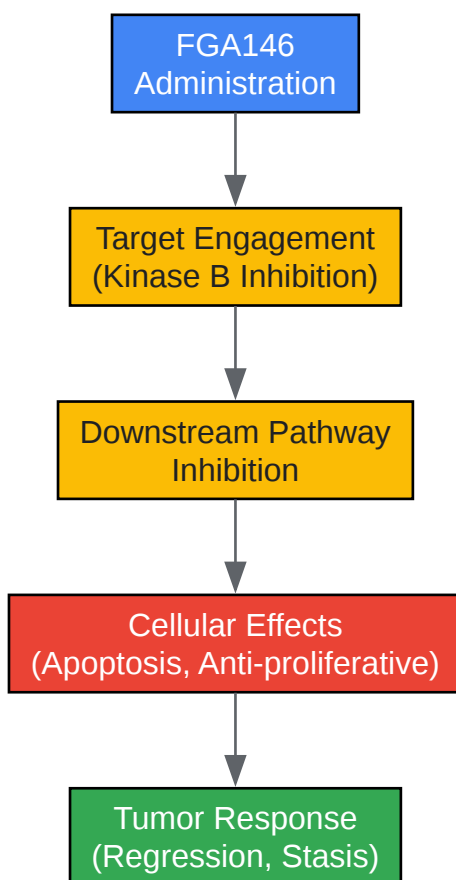 FGA146
Administration
Target Engagement
(Kinase B Inhibition)
Downstream Pathway
Inhibition
Cellular Effects
(Apoptosis, Anti-proliferative)
Tumor Response
(Regression, Stasis)